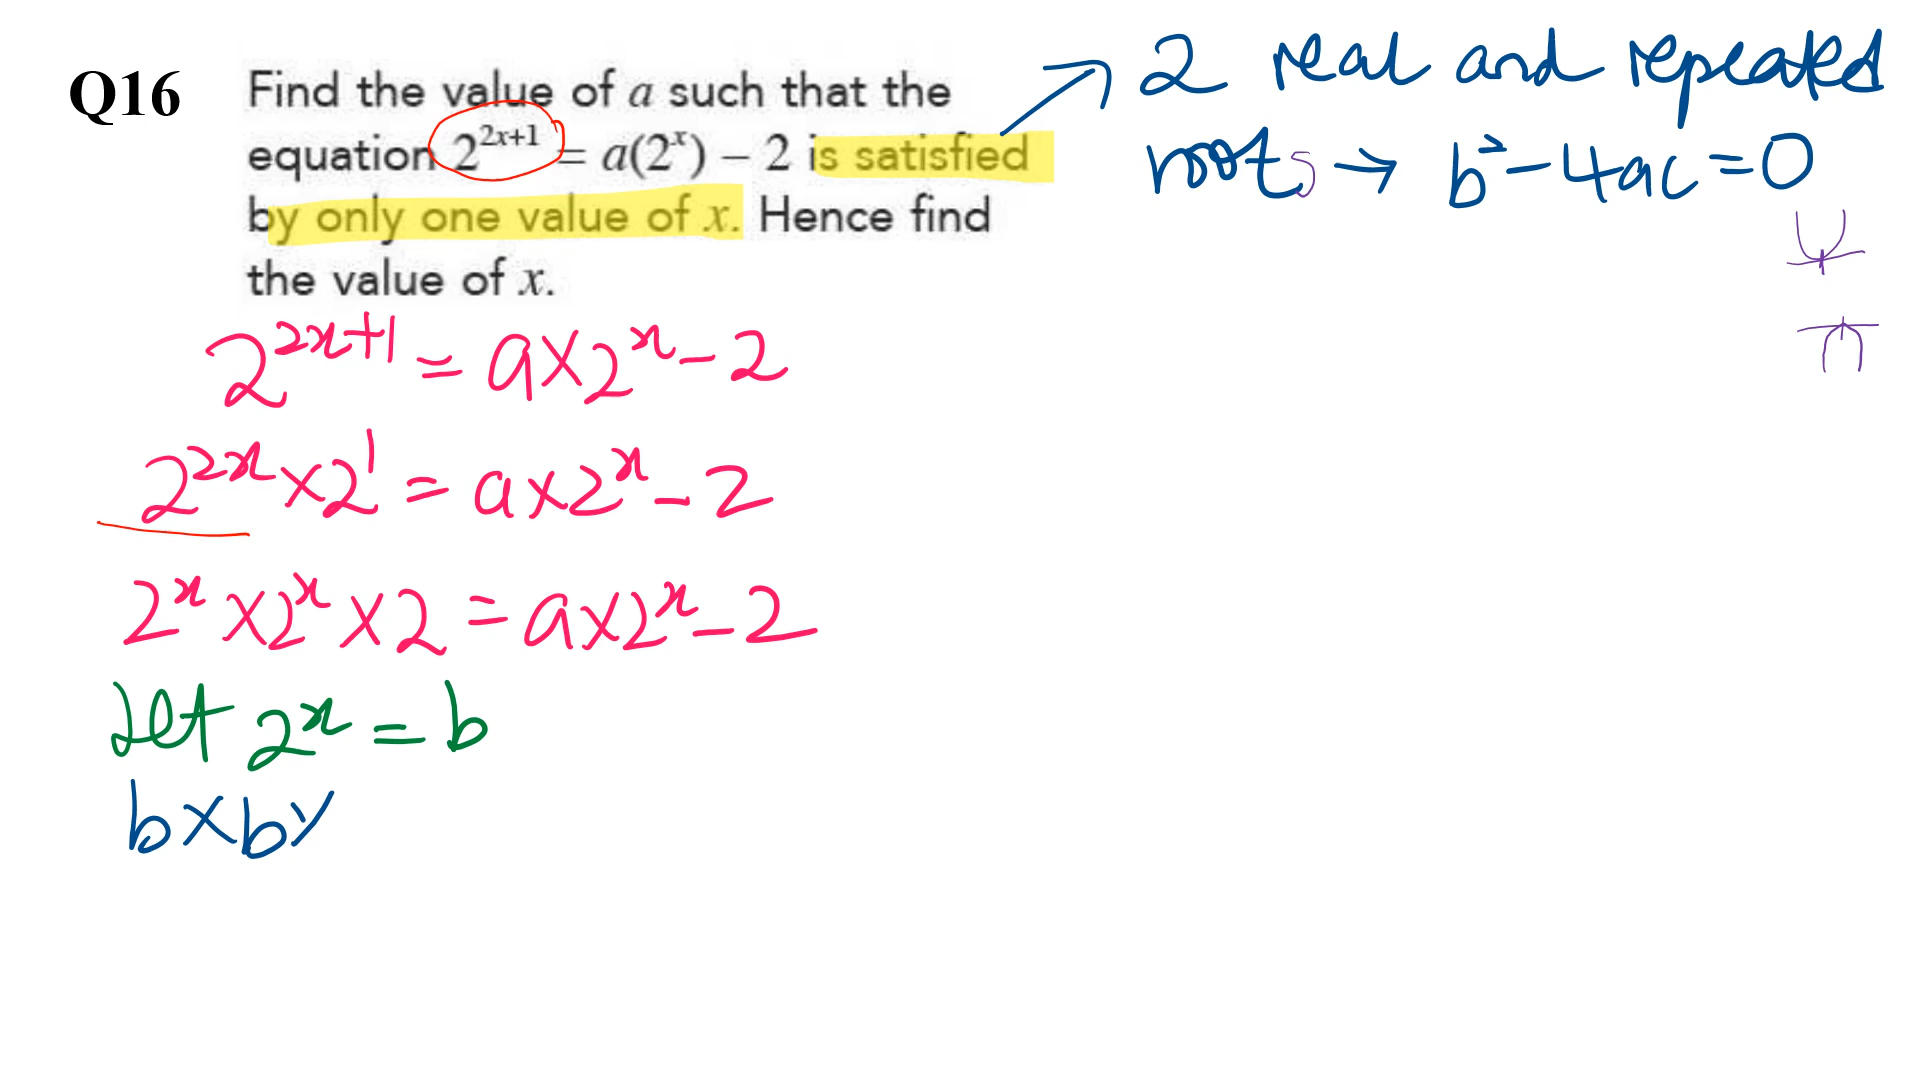 Q16
Find the value of a such that the
equation 2^{2x+1} = a(2^x) – 2 is satisfied
by only one value of x. Hence find
the value of x.
2 real and repeated
roots → b² – 4ac = 0
2^{2x+1} = a×2^x – 2
2^{2x} × 2^1 = a×2^x – 2
2^x × 2^x × 2 = a×2^x – 2
Let 2^x = b
b×b×